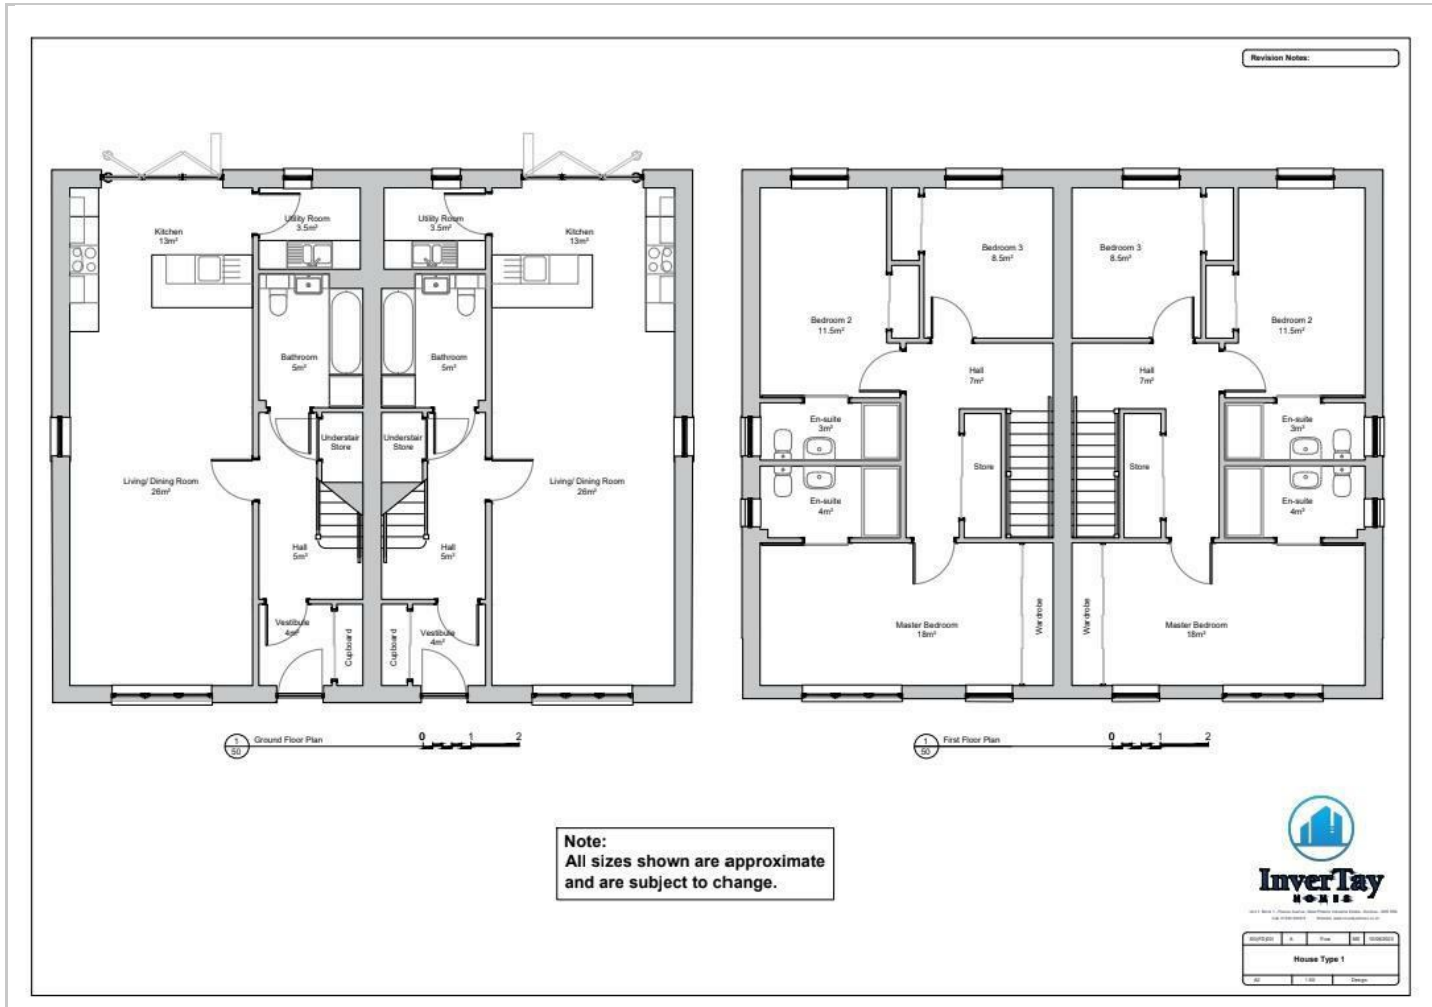 Revision Notes:
Kitchen
13m²
Utility Room
3.5m²
Utility Room
3.5m²
Kitchen
13m²
Bathroom
5m²
Bathroom
5m²
Understair
Store
Understair
Store
Living/ Dining Room
26m²
Living/ Dining Room
26m²
Hall
5m²
Hall
5m²
Vestibule
4m²
Cupboard
Cupboard
Vestibule
4m²
1
50
Ground Floor Plan
0 1 2
Bedroom 3
8.5m²
Bedroom 3
8.5m²
Bedroom 2
11.5m²
Bedroom 2
11.5m²
Hall
7m²
Hall
7m²
En-suite
3m²
En-suite
3m²
Store
Store
En-suite
4m²
En-suite
4m²
Master Bedroom
18m²
Wardrobe
Wardrobe
Master Bedroom
18m²
1
50
First Floor Plan
0 1 2
Note:
All sizes shown are approximate
and are subject to change.
InverTay
HOMES
House Type 1
A2 1:50 Design